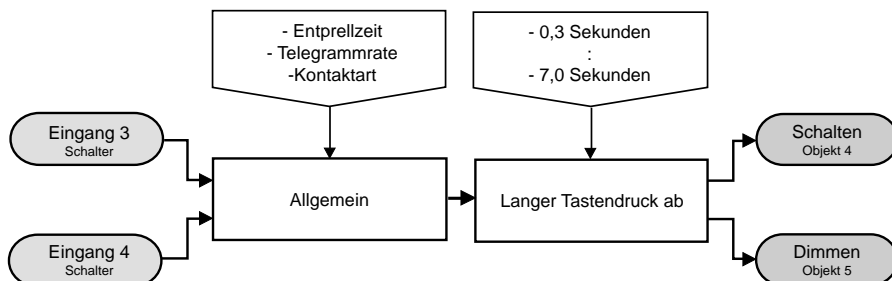 - Entprellzeit
- Telegrammrate
-Kontaktart
- 0,3 Sekunden
:
- 7,0 Sekunden
Eingang 3
Schalter
Schalten
Objekt 4
Allgemein
Langer Tastendruck ab
Eingang 4
Schalter
Dimmen
Objekt 5